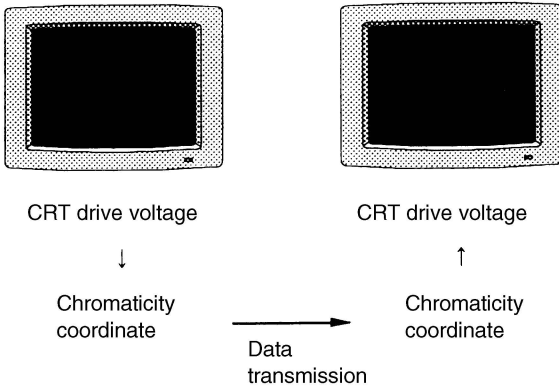 CRT drive voltage
CRT drive voltage
↓
↑
Chromaticity
coordinate
Chromaticity
coordinate
Data
transmission